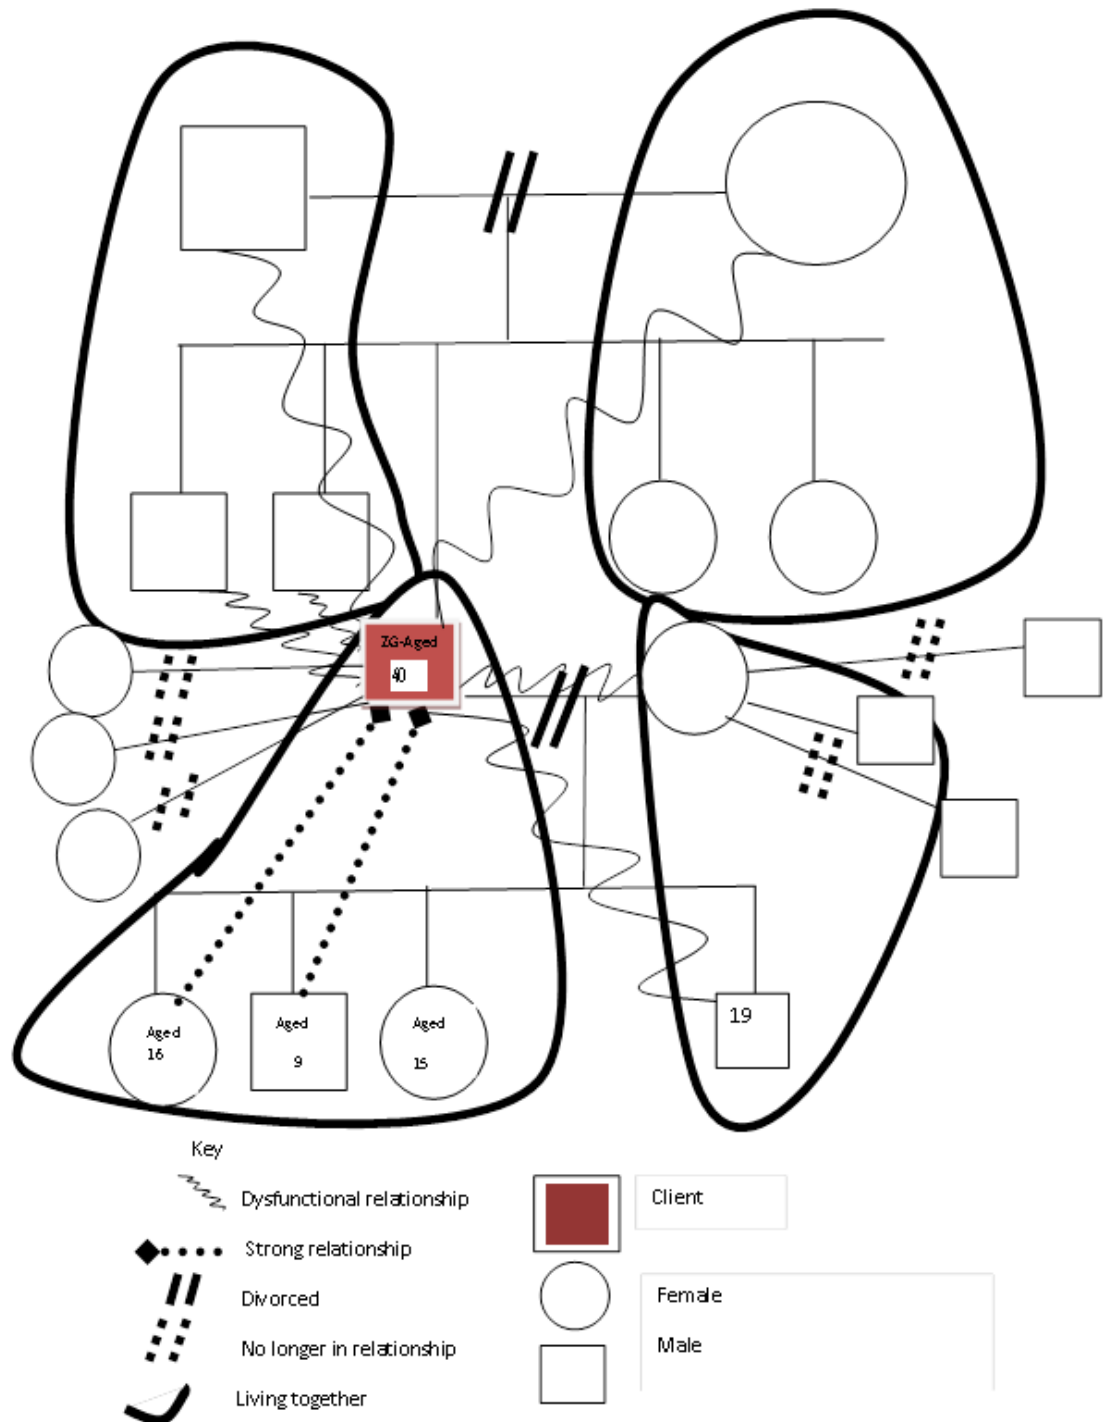 ZG-Aged
40
19
Aged
16
Aged
9
Aged
15
Key
Dysfunctional relationship
Strong relationship
Divorced
No longer in relationship
Living together
Client
Female
Male